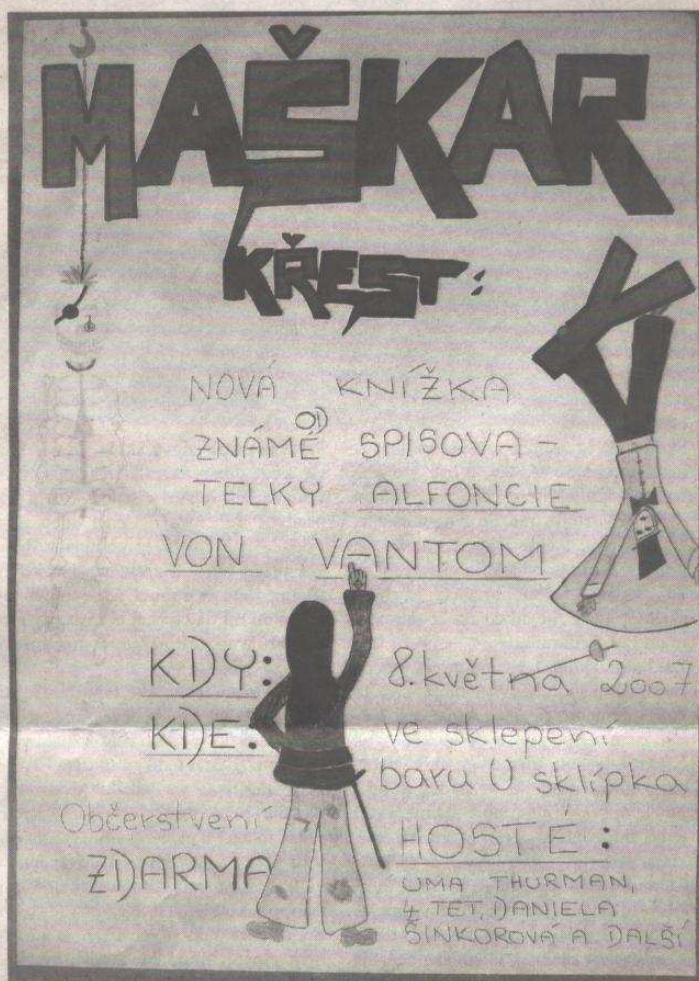 MAŠKAR
KŘEST:
NOVÁ KNÍŽKA
ZNÁMÉ SPISOVA-
TELKY ALFONCIE
VON VANTOM
KDY: 8. května 2007
KDE: ve sklepení
baru U sklípka
Občerstvení
ZDARMA
HOSTÉ:
UMA THURMAN,
4 TET, DANIELA
ŠINKOROVÁ A DALŠÍ